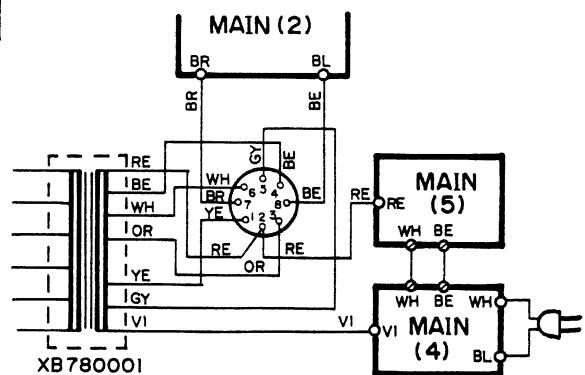 MAIN (2)
BR BL
BR BE
GY BE
RE
BE
WH
OR
YE
GY
VI
WH
BR
YE
6 5 4
7 8
1 2 3
BE
RE OR RE
RE RE
MAIN
(5)
WH BE
WH BE
WH
VI VI
MAIN
(4)
BL
XB780001